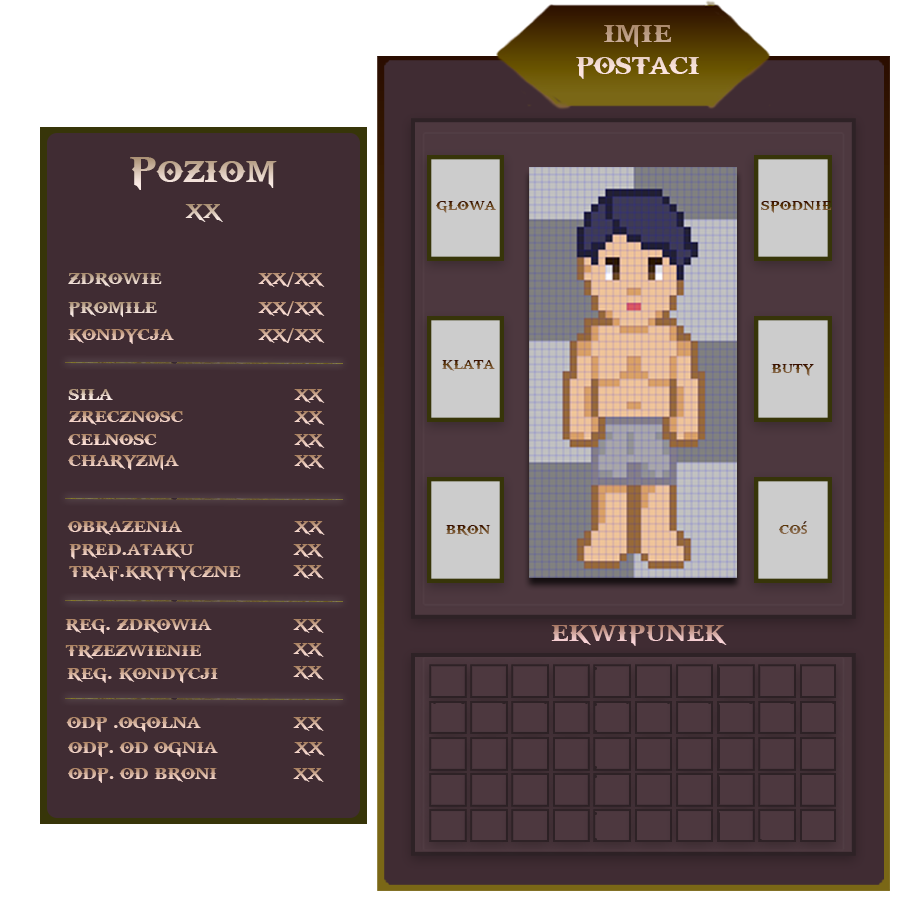 IMIE
POSTACI
POZIOM
XX
ZDROWIE XX/XX
PROMILE XX/XX
KONDYCJA XX/XX
SILA XX
ZRECZNOSC XX
CELNOSC XX
CHARYZMA XX
OBRAZENIA XX
PRED.ATAKU XX
TRAF.KRYTYCZNE XX
REG. ZDROWIA XX
TRZEZWIENIE XX
REG. KONDYCJI XX
ODP .OGOLNA XX
ODP. OD OGNIA XX
ODP. OD BRONI XX
GLOWA
SPODNIE
KLATA
BUTY
BRON
COŚ
EKWIPUNEK